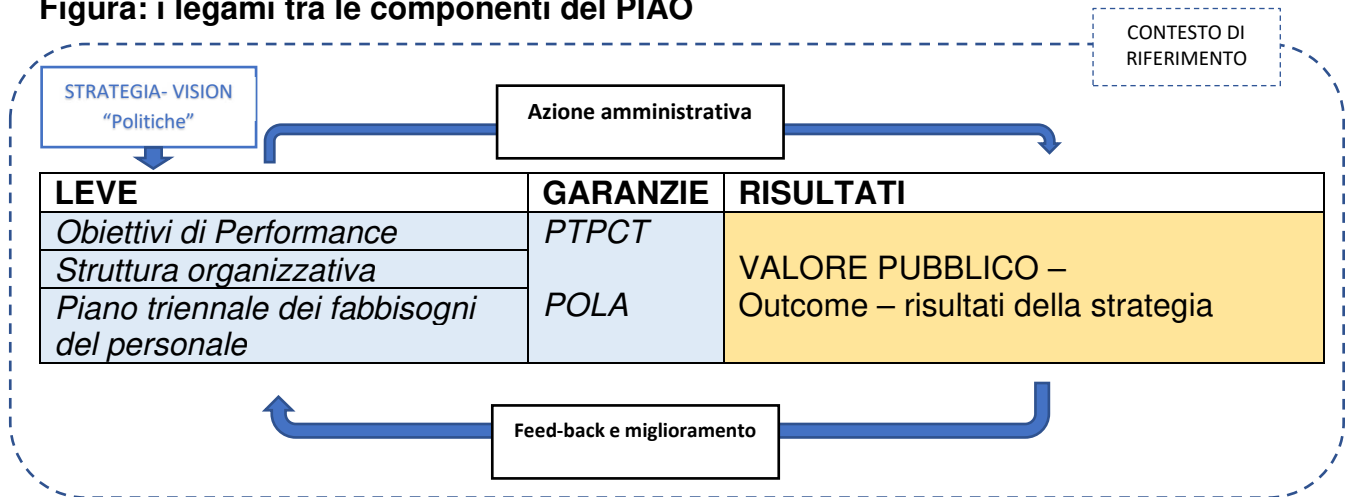 Figura: i legami tra le componenti del PIAO
CONTESTO DI
RIFERIMENTO
STRATEGIA- VISION
"Politiche"
Azione amministrativa
LEVE GARANZIE RISULTATI
Obiettivi di Performance PTPCT
Struttura organizzativa VALORE PUBBLICO –
Piano triennale dei fabbisogni POLA Outcome – risultati della strategia
del personale
Feed-back e miglioramento